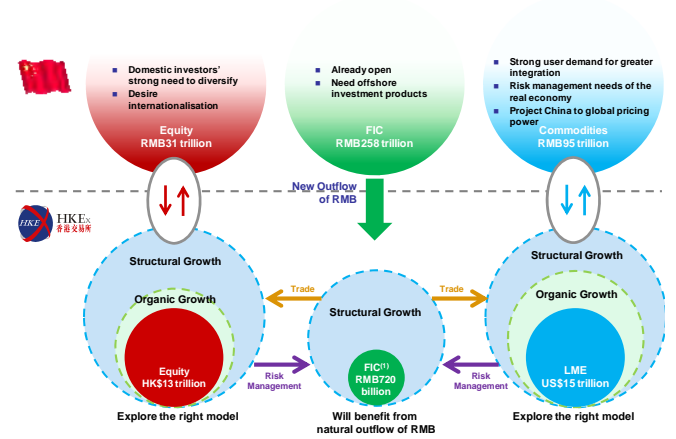 Domestic investors'
strong need to diversify
Desire
internationalisation
Equity
RMB31 trillion
Already open
Need offshore
investment products
FIC
RMB258 trillion
Strong user demand for greater
integration
Risk management needs of the
real economy
Project China to global pricing
power
Commodities
RMB95 trillion
New Outflow
of RMB
HKE
HKEx
香港交易所
Structural Growth
Organic Growth
Equity
HK$13 trillion
Explore the right model
Trade
Risk
Management
Structural Growth
FIC(1)
RMB720
billion
Will benefit from
natural outflow of RMB
Trade
Risk
Management
Structural Growth
Organic Growth
LME
US$15 trillion
Explore the right model